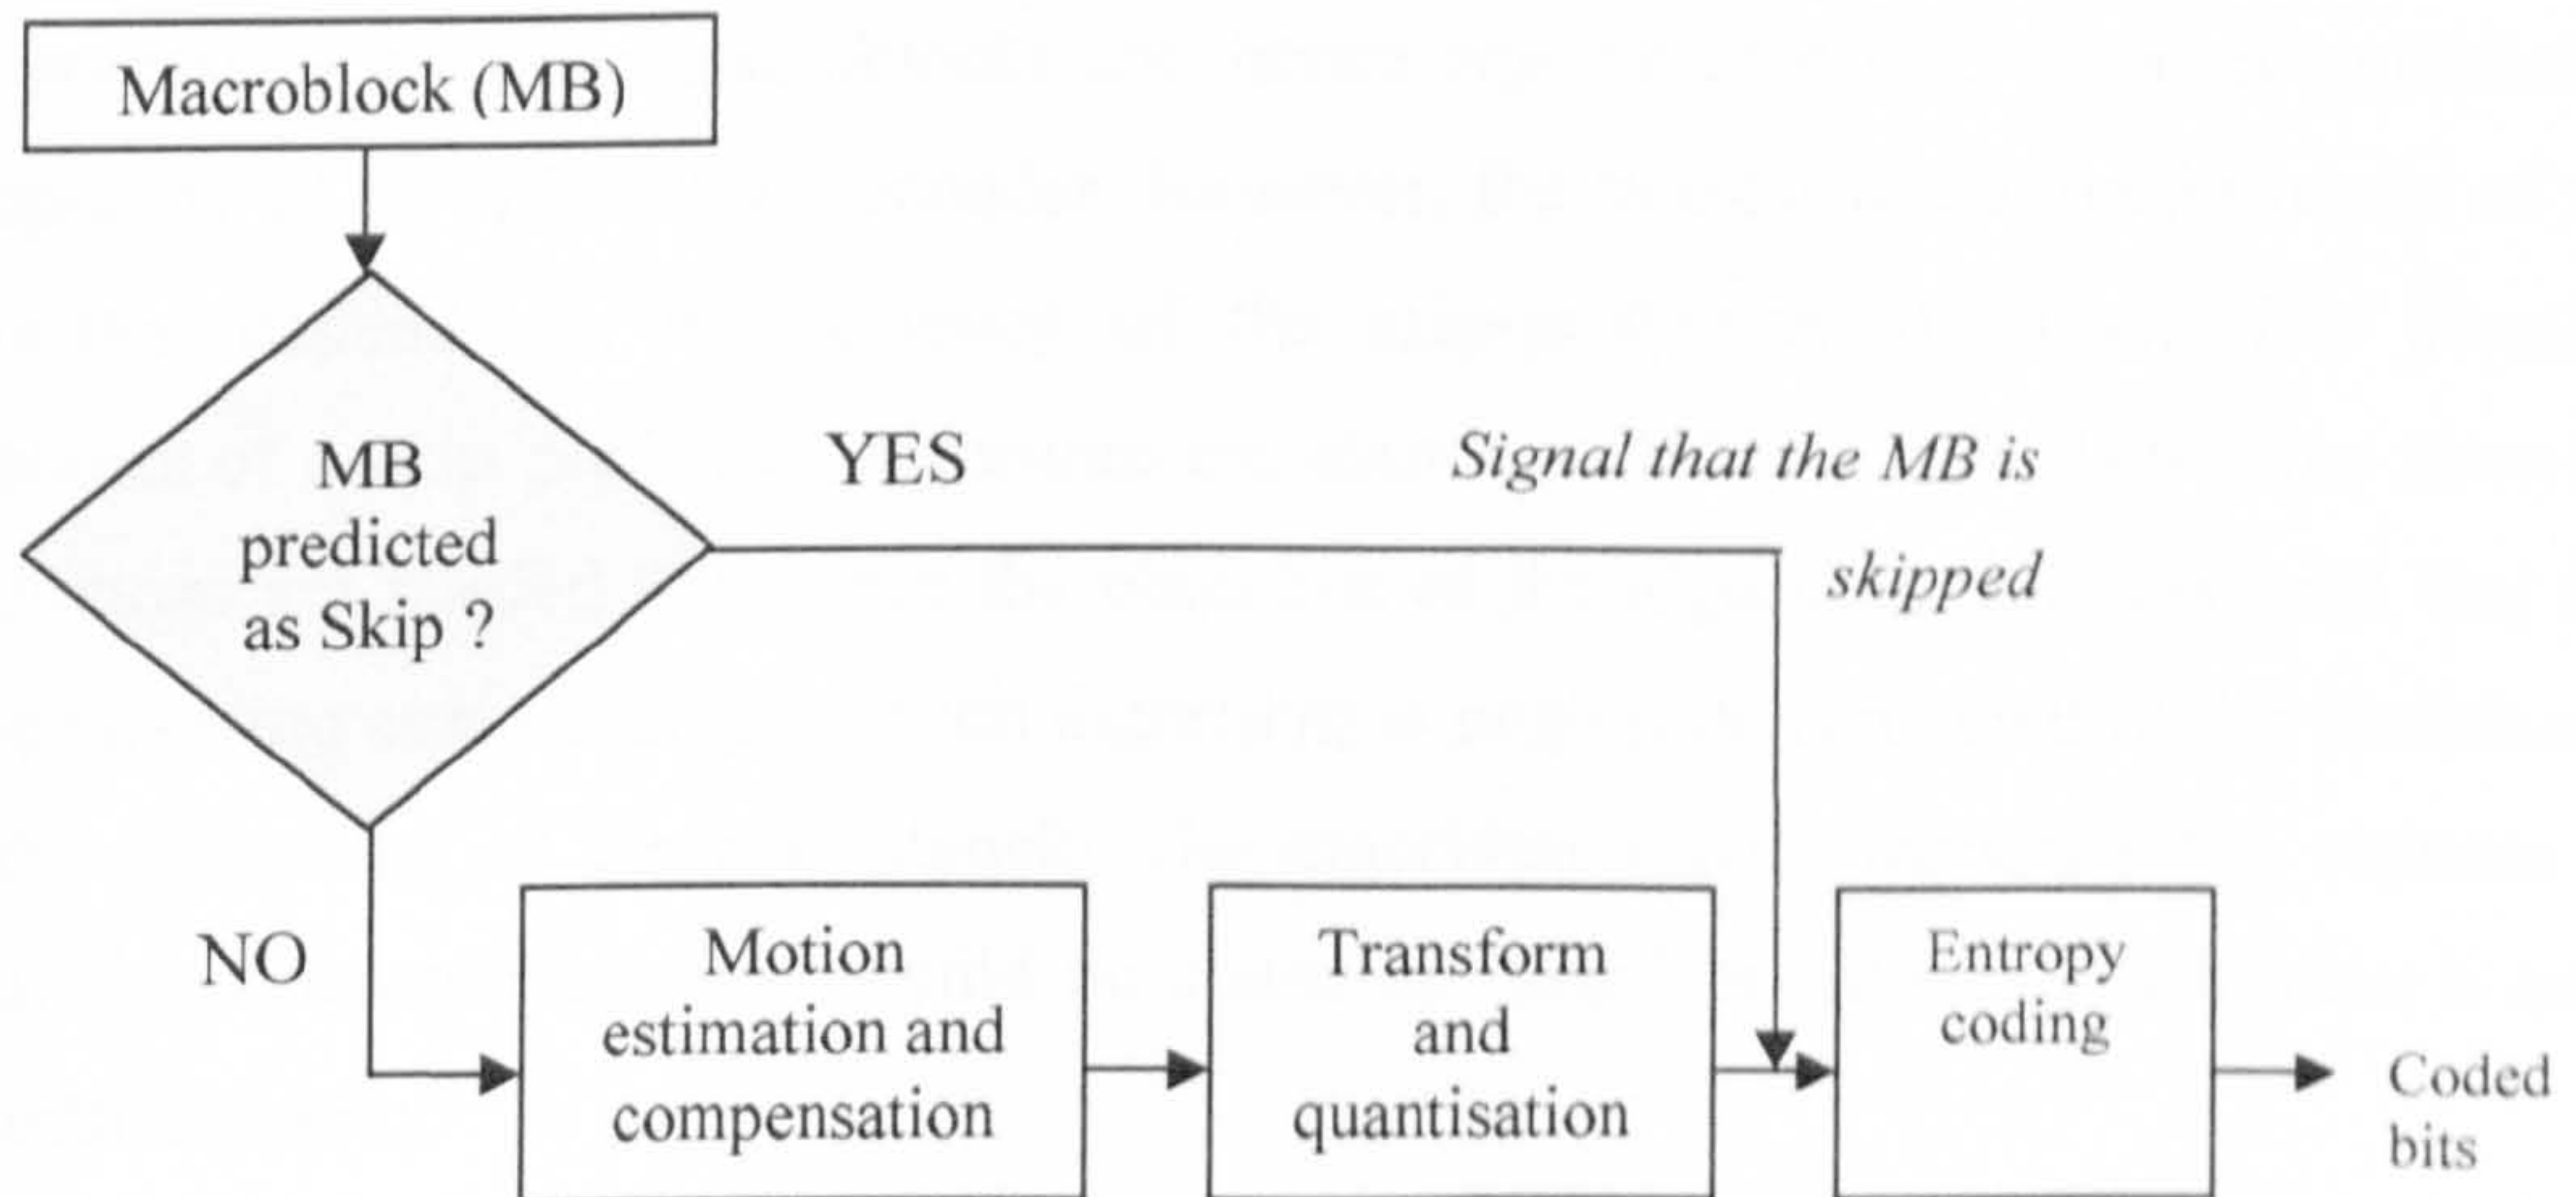 Macroblock (MB)
MB
predicted
as Skip ?
YES
Signal that the MB is
skipped
NO
Motion
estimation and
compensation
Transform
and
quantisation
Entropy
coding
Coded
bits